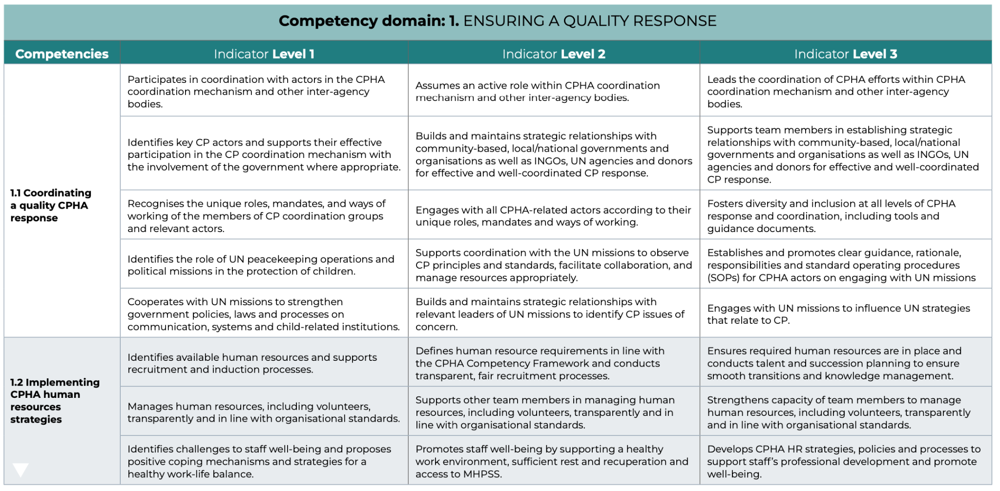 Competency domain: 1. ENSURING A QUALITY RESPONSE
Competencies
Indicator Level 1
Indicator Level 2
Indicator Level 3
1.1 Coordinating
a quality CPHA
response
Participates in coordination with actors in the CPHA
coordination mechanism and other inter-agency
bodies.
Assumes an active role within CPHA coordination
mechanism and other inter-agency bodies.
Leads the coordination of CPHA efforts within CPHA
coordination mechanism and other inter-agency
bodies.
Identifies key CP actors and supports their effective
participation in the CP coordination mechanism with
the involvement of the government where appropriate.
Builds and maintains strategic relationships with
community-based, local/national governments and
organisations as well as INGOs, UN agencies and donors
for effective and well-coordinated CP response.
Supports team members in establishing strategic
relationships with community-based, local/national
governments and organisations as well as INGOs, UN
agencies and donors for effective and well-coordinated
CP response.
Recognises the unique roles, mandates, and ways of
working of the members of CP coordination groups
and relevant actors.
Engages with all CPHA-related actors according to their
unique roles, mandates and ways of working.
Fosters diversity and inclusion at all levels of CPHA
response and coordination, including tools and
guidance documents.
Identifies the role of UN peacekeeping operations and
political missions in the protection of children.
Supports coordination with the UN missions to observe
CP principles and standards, facilitate collaboration, and
manage resources appropriately.
Establishes and promotes clear guidance, rationale,
responsibilities and standard operating procedures
(SOPs) for CPHA actors on engaging with UN missions
Cooperates with UN missions to strengthen
government policies, laws and processes on
communication, systems and child-related institutions.
Builds and maintains strategic relationships with
relevant leaders of UN missions to identify CP issues of
concern.
Engages with UN missions to influence UN strategies
that relate to CP.
1.2 Implementing
CPHA human
resources
strategies
Identifies available human resources and supports
recruitment and induction processes.
Defines human resource requirements in line with
the CPHA Competency Framework and conducts
transparent, fair recruitment processes.
Ensures required human resources are in place and
conducts talent and succession planning to ensure
smooth transitions and knowledge management.
Manages human resources, including volunteers,
transparently and in line with organisational standards.
Supports other team members in managing human
resources, including volunteers, transparently and in
line with organisational standards.
Strengthens capacity of team members to manage
human resources, including volunteers, transparently
and in line with organisational standards.
Identifies challenges to staff well-being and proposes
positive coping mechanisms and strategies for a
healthy work-life balance.
Promotes staff well-being by supporting a healthy
work environment, sufficient rest and recuperation and
access to MHPSS.
Develops CPHA HR strategies, policies and processes to
support staff's professional development and promote
well-being.